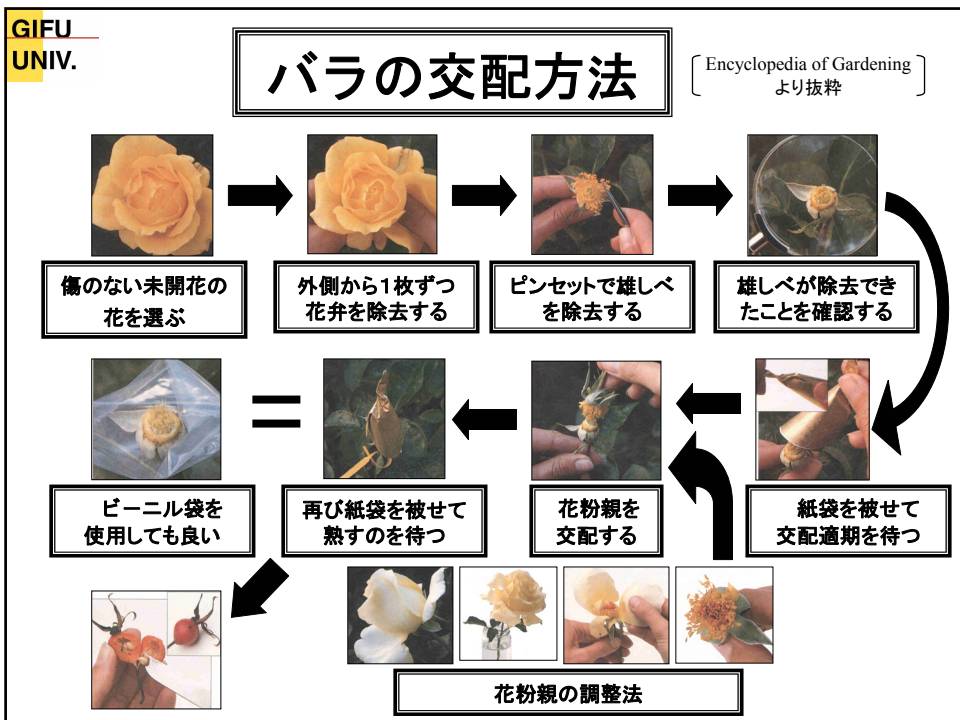 GIFU
UNIV.
バラの交配方法
Encyclopedia of Gardening
より抜粋
傷のない未開花の
花を選ぶ
外側から1枚ずつ
花弁を除去する
ピンセットで雄しべ
を除去する
雄しべが除去でき
たことを確認する
ビーニル袋を
使用しても良い
再び紙袋を被せて
熟すのを待つ
花粉親を
交配する
紙袋を被せて
交配適期を待つ
花粉親の調整法